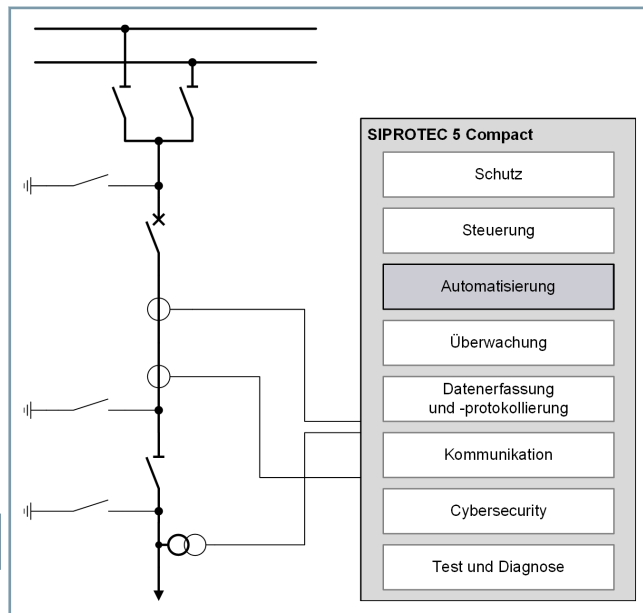 SIPROTEC 5 Compact
Schutz
Steuerung
Automatisierung
Überwachung
Datenerfassung
und -protokollierung
Kommunikation
Cybersecurity
Test und Diagnose